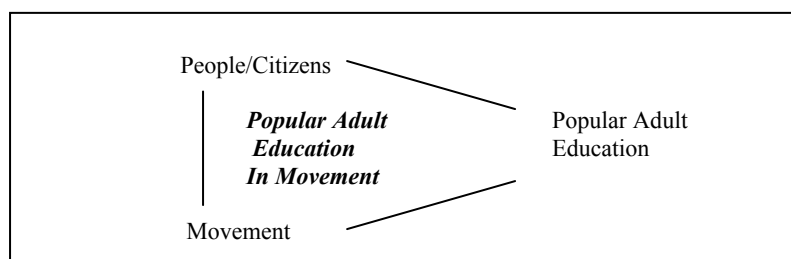 People/Citizens
Popular Adult
Education
In Movement
Popular Adult
Education
Movement